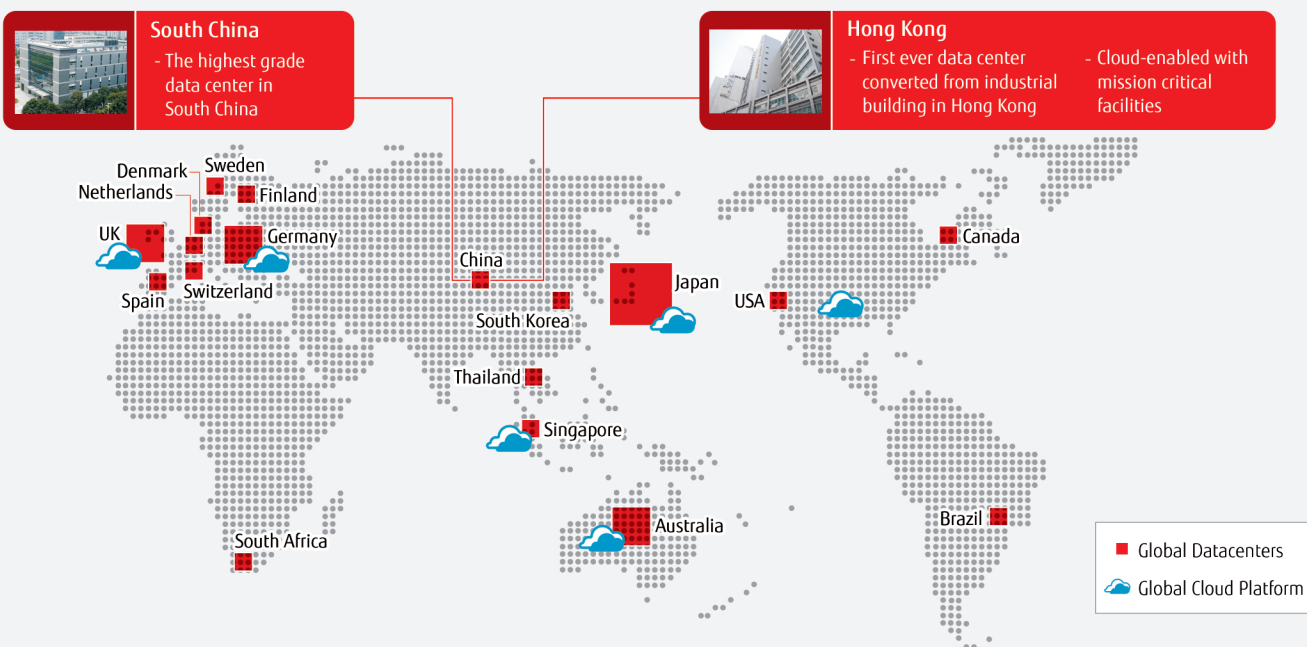 South China
- The highest grade
data center in
South China
Hong Kong
- First ever data center
converted from industrial
building in Hong Kong
- Cloud-enabled with
mission critical
facilities
Denmark
Sweden
Netherlands
Finland
UK
Germany
Spain
Switzerland
China
South Korea
Japan
USA
Canada
Thailand
Singapore
Australia
South Africa
Brazil
Global Datacenters
Global Cloud Platform